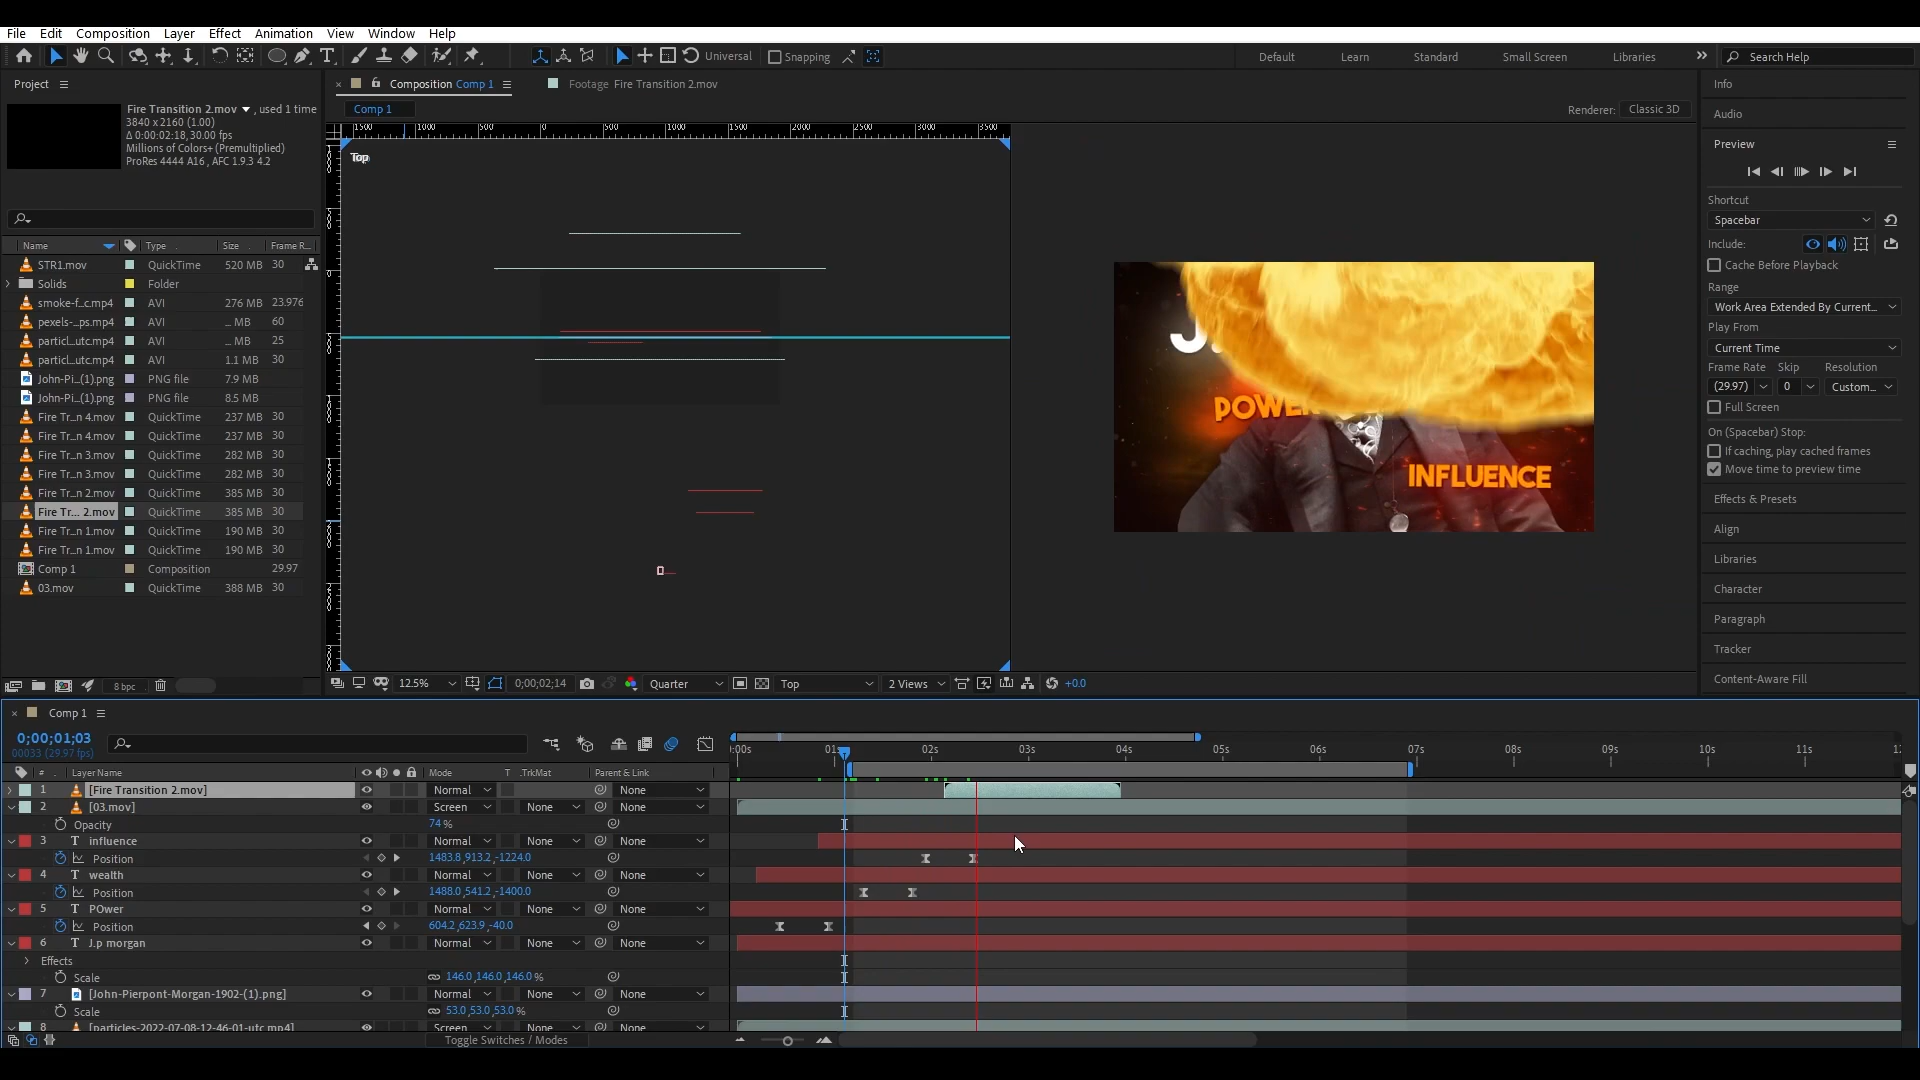 File Edit Composition Layer Effect Animation View Window Help
Universal Snapping Default Learn Standard Small Screen Libraries Search Help
Project
Fire Transition 2.mov , used 1 time
3840 x 2160 (1.00)
Δ 0:00:02:18, 30.00 fps
Millions of Colors+ (Premultiplied)
ProRes 4444 A16 , AFC 1.9.3 4.2
Name Type Size Frame R...
STR1.mov QuickTime 520 MB 30
Solids Folder
smoke-f...c.mp4 AVI 276 MB 23.976
pexels-...ps.mp4 AVI ... MB 60
particl...utc.mp4 AVI ... MB 25
particl...utc.mp4 AVI 1.1 MB 30
John-Pi...(1).png PNG file 7.9 MB
John-Pi...(1).png PNG file 8.5 MB
Fire Tr...n 4.mov QuickTime 237 MB 30
Fire Tr...n 4.mov QuickTime 237 MB 30
Fire Tr...n 3.mov QuickTime 282 MB 30
Fire Tr...n 3.mov QuickTime 282 MB 30
Fire Tr...n 2.mov QuickTime 385 MB 30
Fire Tr... 2.mov QuickTime 385 MB 30
Fire Tr...n 1.mov QuickTime 190 MB 30
Fire Tr...n 1.mov QuickTime 190 MB 30
Comp 1 Composition 29.97
03.mov QuickTime 388 MB 30
8 bpc
Composition Comp 1 Footage Fire Transition 2.mov
Comp 1 Renderer: Classic 3D
1500 1000 500 0 500 1000 1500 2000 2500 3000 3500
Top
J.
POWER
INFLUENCE
12.5% 0;00;02;14 Quarter Top 2 Views +0.0
Info
Audio
Preview
Shortcut
Spacebar
Include:
Cache Before Playback
Range
Work Area Extended By Current...
Play From
Current Time
Frame Rate Skip Resolution
(29.97) 0 Custom...
Full Screen
On (Spacebar) Stop:
If caching, play cached frames
Move time to preview time
Effects & Presets
Align
Libraries
Character
Paragraph
Tracker
Content-Aware Fill
Comp 1
0;00;01;03
00033 (29.97 fps)
:00s 01s 02s 03s 04s 05s 06s 07s 08s 09s 10s 11s 12
# Layer Name Mode T .TrkMat Parent & Link
1 [Fire Transition 2.mov] Normal None
2 [03.mov] Screen None None
Opacity 74 %
3 T influence Normal None None
Position 1483.8,913.2,-1224.0
4 T wealth Normal None None
Position 1488.0,541.2,-1400.0
5 T POwer Normal None None
Position 604.2,623.9,-40.0
6 T J.p morgan Normal None None
Effects
Scale 146.0,146.0,146.0 %
7 [John-Pierpont-Morgan-1902-(1).png] Normal None None
Scale 53.0,53.0,53.0 %
8 [particles-2022-07-08-12-46-01-utc.mp4] Screen None None
Toggle Switches / Modes